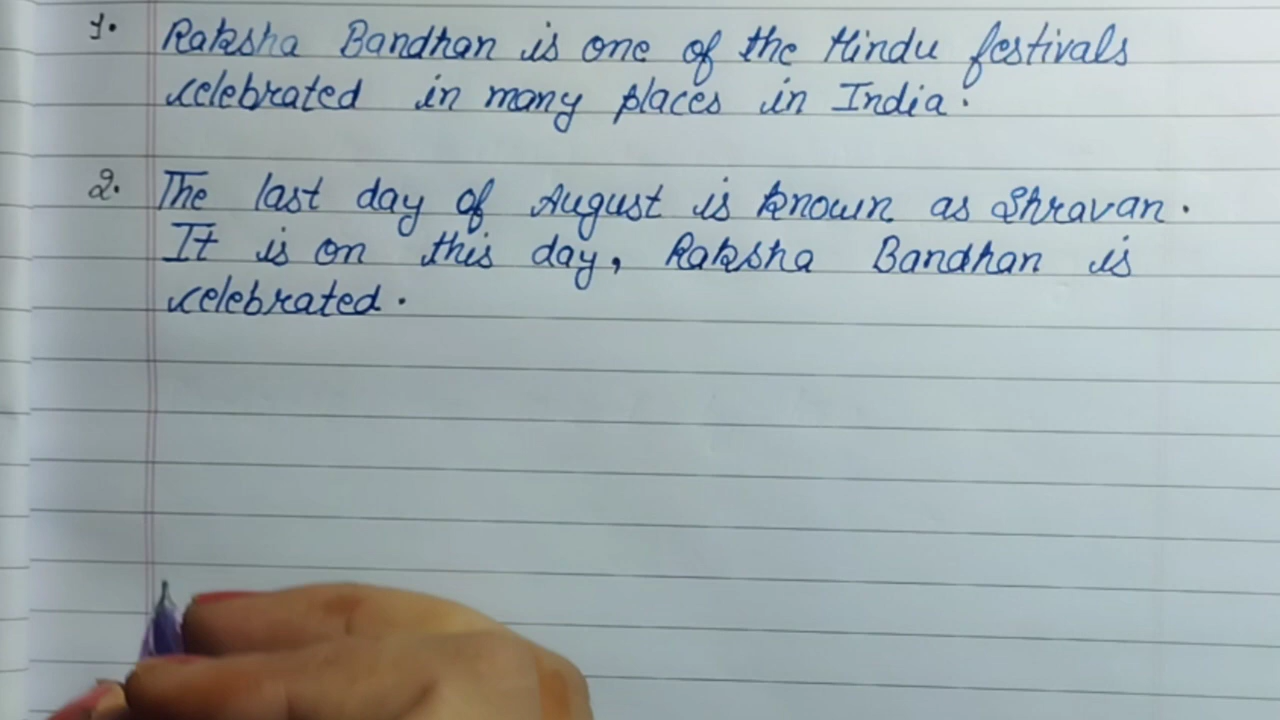 1. Raksha Bandhan is one of the Hindu festivals
celebrated in many places in India.
2. The last day of August is known as Shravan.
It is on this day, Raksha Bandhan is
celebrated.